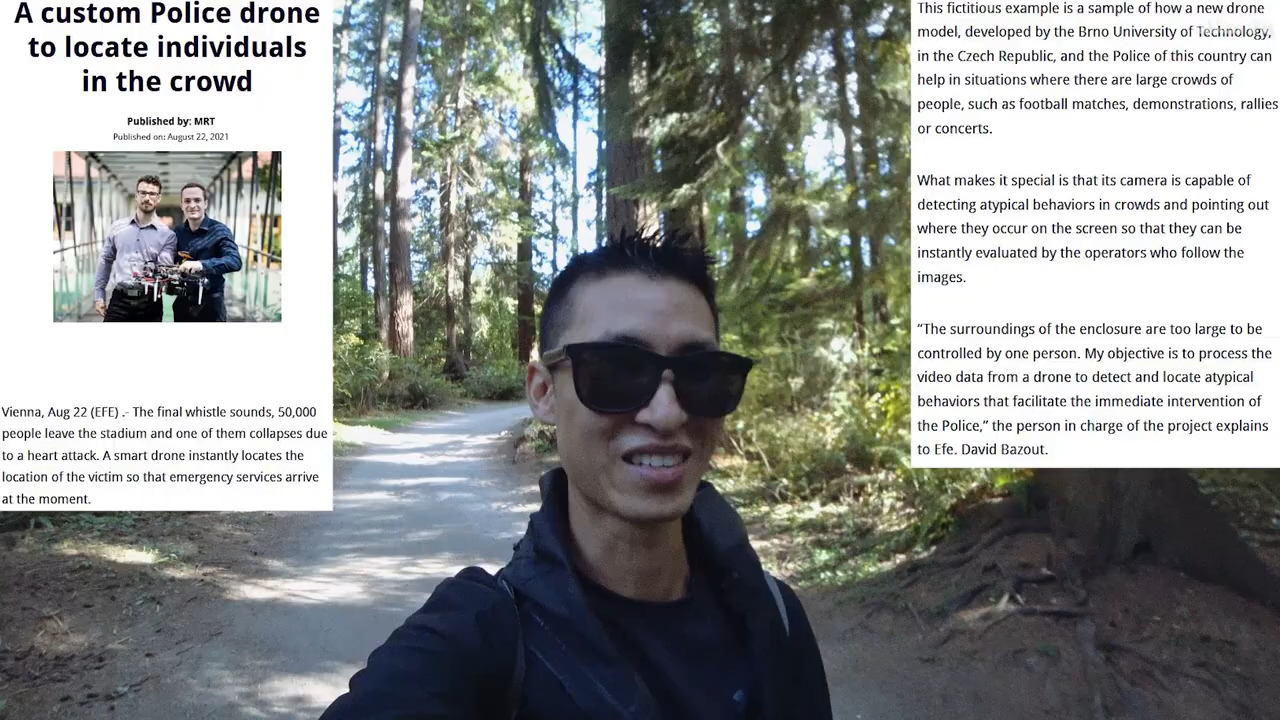 A custom Police drone
to locate individuals
in the crowd
Published by: MRT
Published on: August 22, 2021
Vienna, Aug 22 (EFE) .- The final whistle sounds, 50,000
people leave the stadium and one of them collapses due
to a heart attack. A smart drone instantly locates the
location of the victim so that emergency services arrive
at the moment.
This fictitious example is a sample of how a new drone
model, developed by the Brno University of Technology,
in the Czech Republic, and the Police of this country can
help in situations where there are large crowds of
people, such as football matches, demonstrations, rallies
or concerts.
What makes it special is that its camera is capable of
detecting atypical behaviors in crowds and pointing out
where they occur on the screen so that they can be
instantly evaluated by the operators who follow the
images.
“The surroundings of the enclosure are too large to be
controlled by one person. My objective is to process the
video data from a drone to detect and locate atypical
behaviors that facilitate the immediate intervention of
the Police,” the person in charge of the project explains
to Efe. David Bazout.